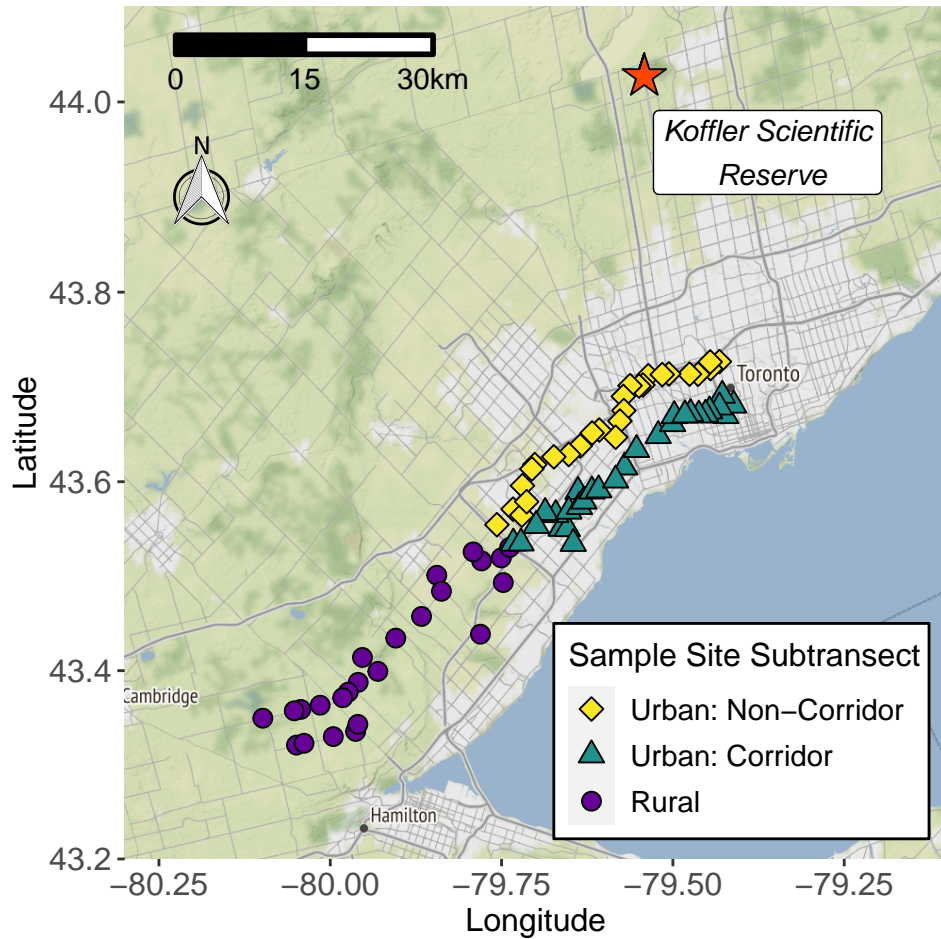 0 15 30km
44.0
Koffler Scientific
Reserve
N
43.8
Toronto
Latitude
43.6
Sample Site Subtransect
43.4
Cambridge
Urban: Non−Corridor
Urban: Corridor
Rural
Hamilton
43.2
−80.25 −80.00 −79.75 −79.50 −79.25
Longitude